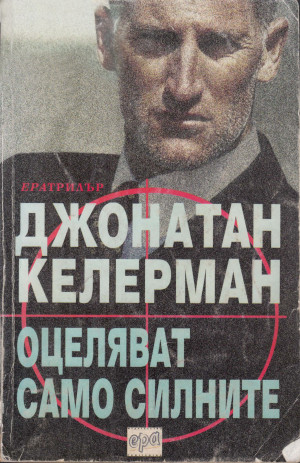 ЕРАТРИЛЪР
ДЖОНАТАН
КЕЛЕРМАН
ОЦЕЛЯВАТ
САМО СИЛНИТЕ
ера